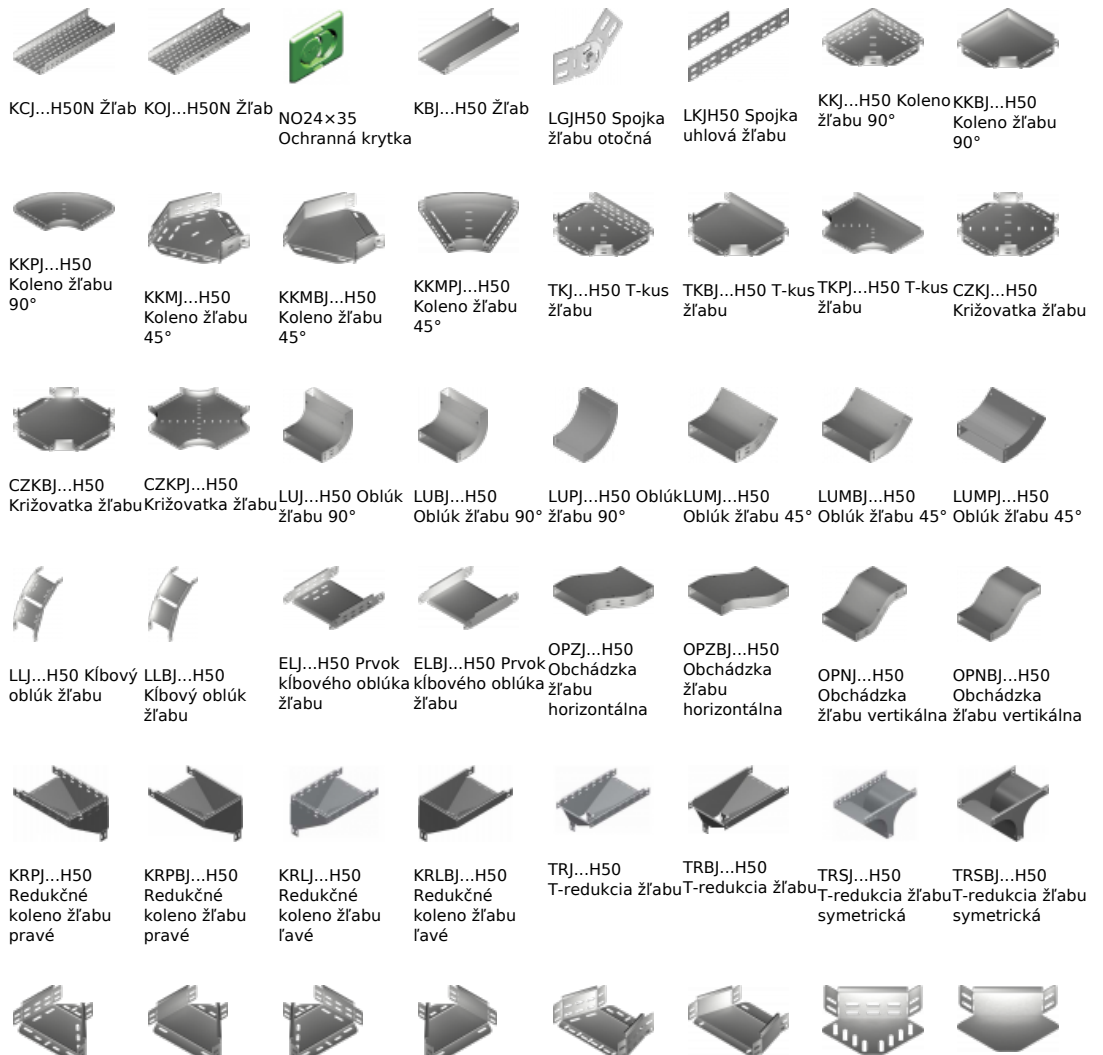 KCJ...H50N Žľab
KOJ...H50N Žľab
NO24×35
Ochranná krytka
KBJ...H50 Žľab
LGJH50 Spojka
žľabu otočná
LKJH50 Spojka
uhlová žľabu
KKJ...H50 Koleno
žľabu 90°
KKBJ...H50
Koleno žľabu
90°
KKPJ...H50
Koleno žľabu
90°
KKMJ...H50
Koleno žľabu
45°
KKMBJ...H50
Koleno žľabu
45°
KKMPJ...H50
Koleno žľabu
45°
TKJ...H50 T-kus
žľabu
TKBJ...H50 T-kus
žľabu
TKPJ...H50 T-kus
žľabu
CZKJ...H50
Križovatka žľabu
CZKBJ...H50
Križovatka žľabu
CZKPJ...H50
Križovatka žľabu
LUJ...H50 Oblúk
žľabu 90°
LUBJ...H50
Oblúk žľabu 90°
LUPJ...H50 Oblúk
žľabu 90°
LUMJ...H50
Oblúk žľabu 45°
LUMBJ...H50
Oblúk žľabu 45°
LUMPJ...H50
Oblúk žľabu 45°
LLJ...H50 Kĺbový
oblúk žľabu
LLBJ...H50
Kĺbový oblúk
žľabu
ELJ...H50 Prvok
kĺbového oblúka
žľabu
ELBJ...H50 Prvok
kĺbového oblúka
žľabu
OPZJ...H50
Obchádzka
žľabu
horizontálna
OPZBJ...H50
Obchádzka
žľabu
horizontálna
OPNJ...H50
Obchádzka
žľabu vertikálna
OPNBJ...H50
Obchádzka
žľabu vertikálna
KRPJ...H50
Redukčné
koleno žľabu
pravé
KRPBJ...H50
Redukčné
koleno žľabu
pravé
KRLJ...H50
Redukčné
koleno žľabu
ľavé
KRLBJ...H50
Redukčné
koleno žľabu
ľavé
TRJ...H50
T-redukcia žľabu
TRBJ...H50
T-redukcia žľabu
TRSJ...H50
T-redukcia žľabu
symetrická
TRSBJ...H50
T-redukcia žľabu
symetrická